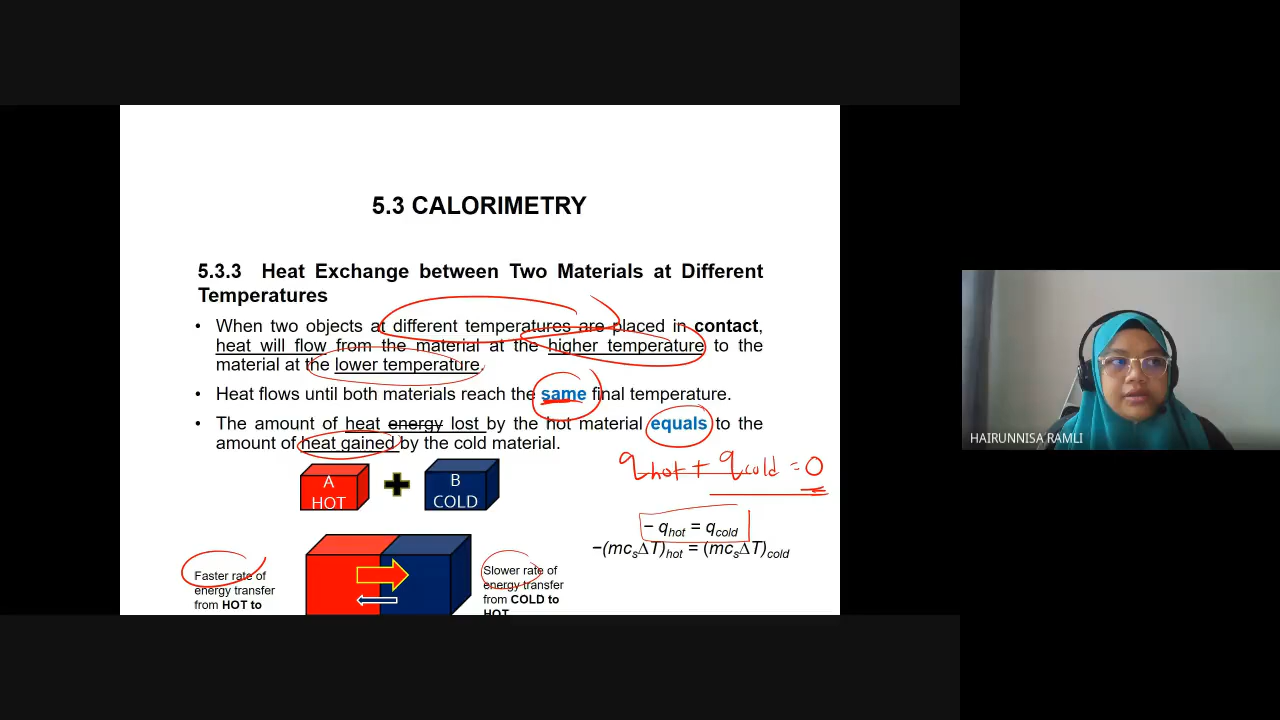 5.3 CALORIMETRY
5.3.3 Heat Exchange between Two Materials at Different
Temperatures
• When two objects at different temperatures are placed in contact,
heat will flow from the material at the higher temperature to the
material at the lower temperature.
• Heat flows until both materials reach the same final temperature.
• The amount of heat energy lost by the hot material equals to the
amount of heat gained by the cold material.
q hot + q cold = 0
A
HOT
B
COLD
− qhot = qcold
−(mcsΔT)hot = (mcsΔT)cold
Faster rate of
energy transfer
from HOT to
Slower rate of
energy transfer
from COLD to
HOT
HAIRUNNISA RAMLI